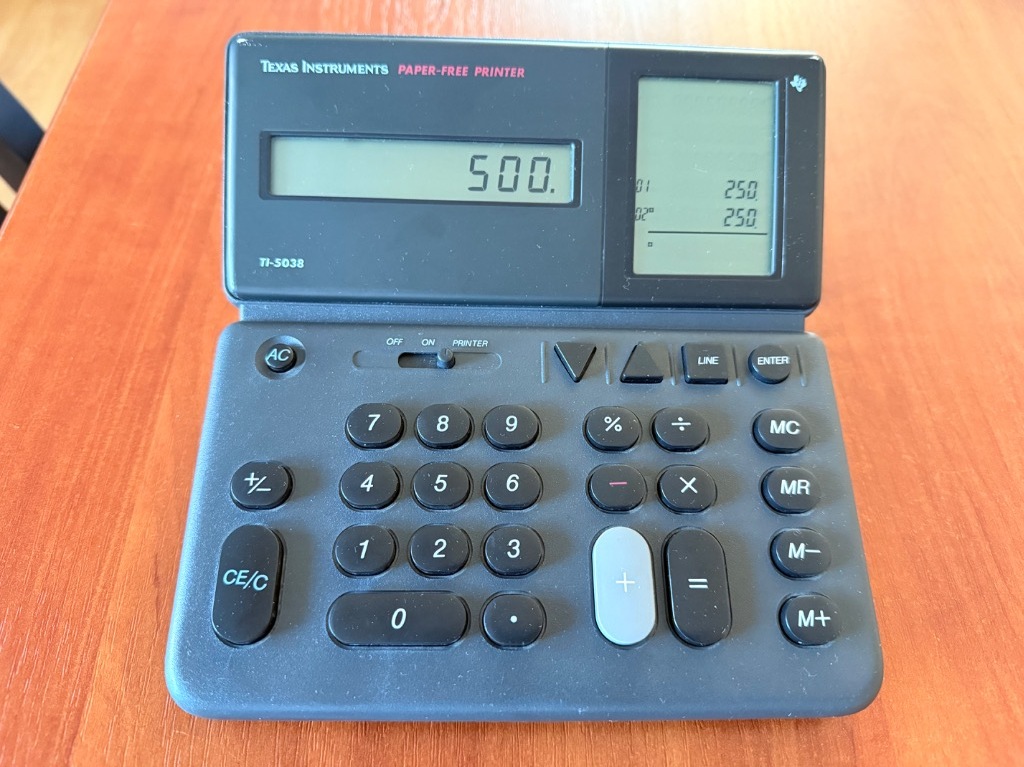 TEXAS INSTRUMENTS PAPER-FREE PRINTER
500.
01 250.
02 250.
TI-5038
AC
OFF ON PRINTER
LINE ENTER
7 8 9 % ÷ MC
+/− 4 5 6 − × MR
1 2 3 M−
CE/C + =
0 . M+